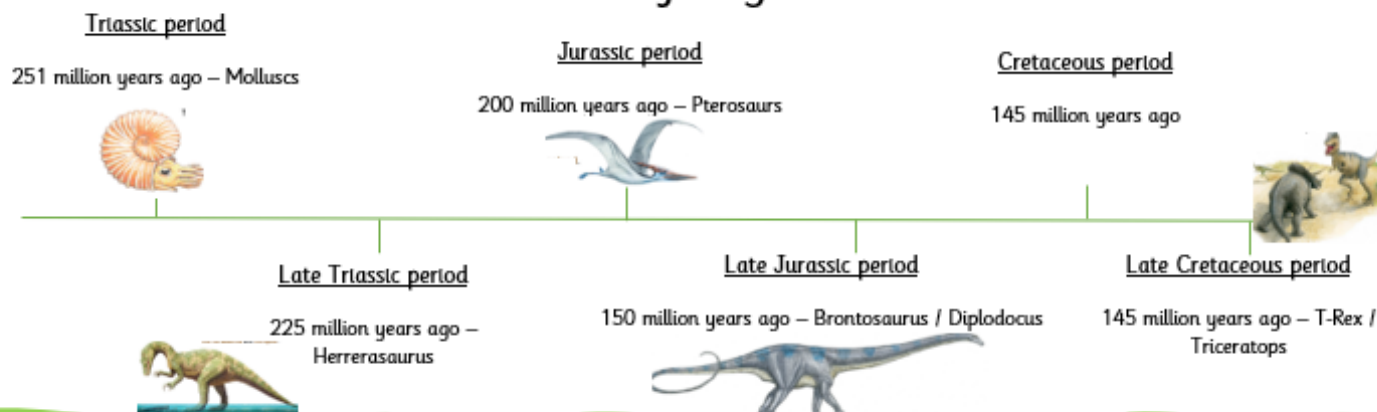 Triassic period
251 million years ago – Molluscs
Jurassic period
200 million years ago – Pterosaurs
Cretaceous period
145 million years ago
Late Triassic period
225 million years ago –
Herrerasaurus
Late Jurassic period
150 million years ago – Brontosaurus / Diplodocus
Late Cretaceous period
145 million years ago – T-Rex /
Triceratops